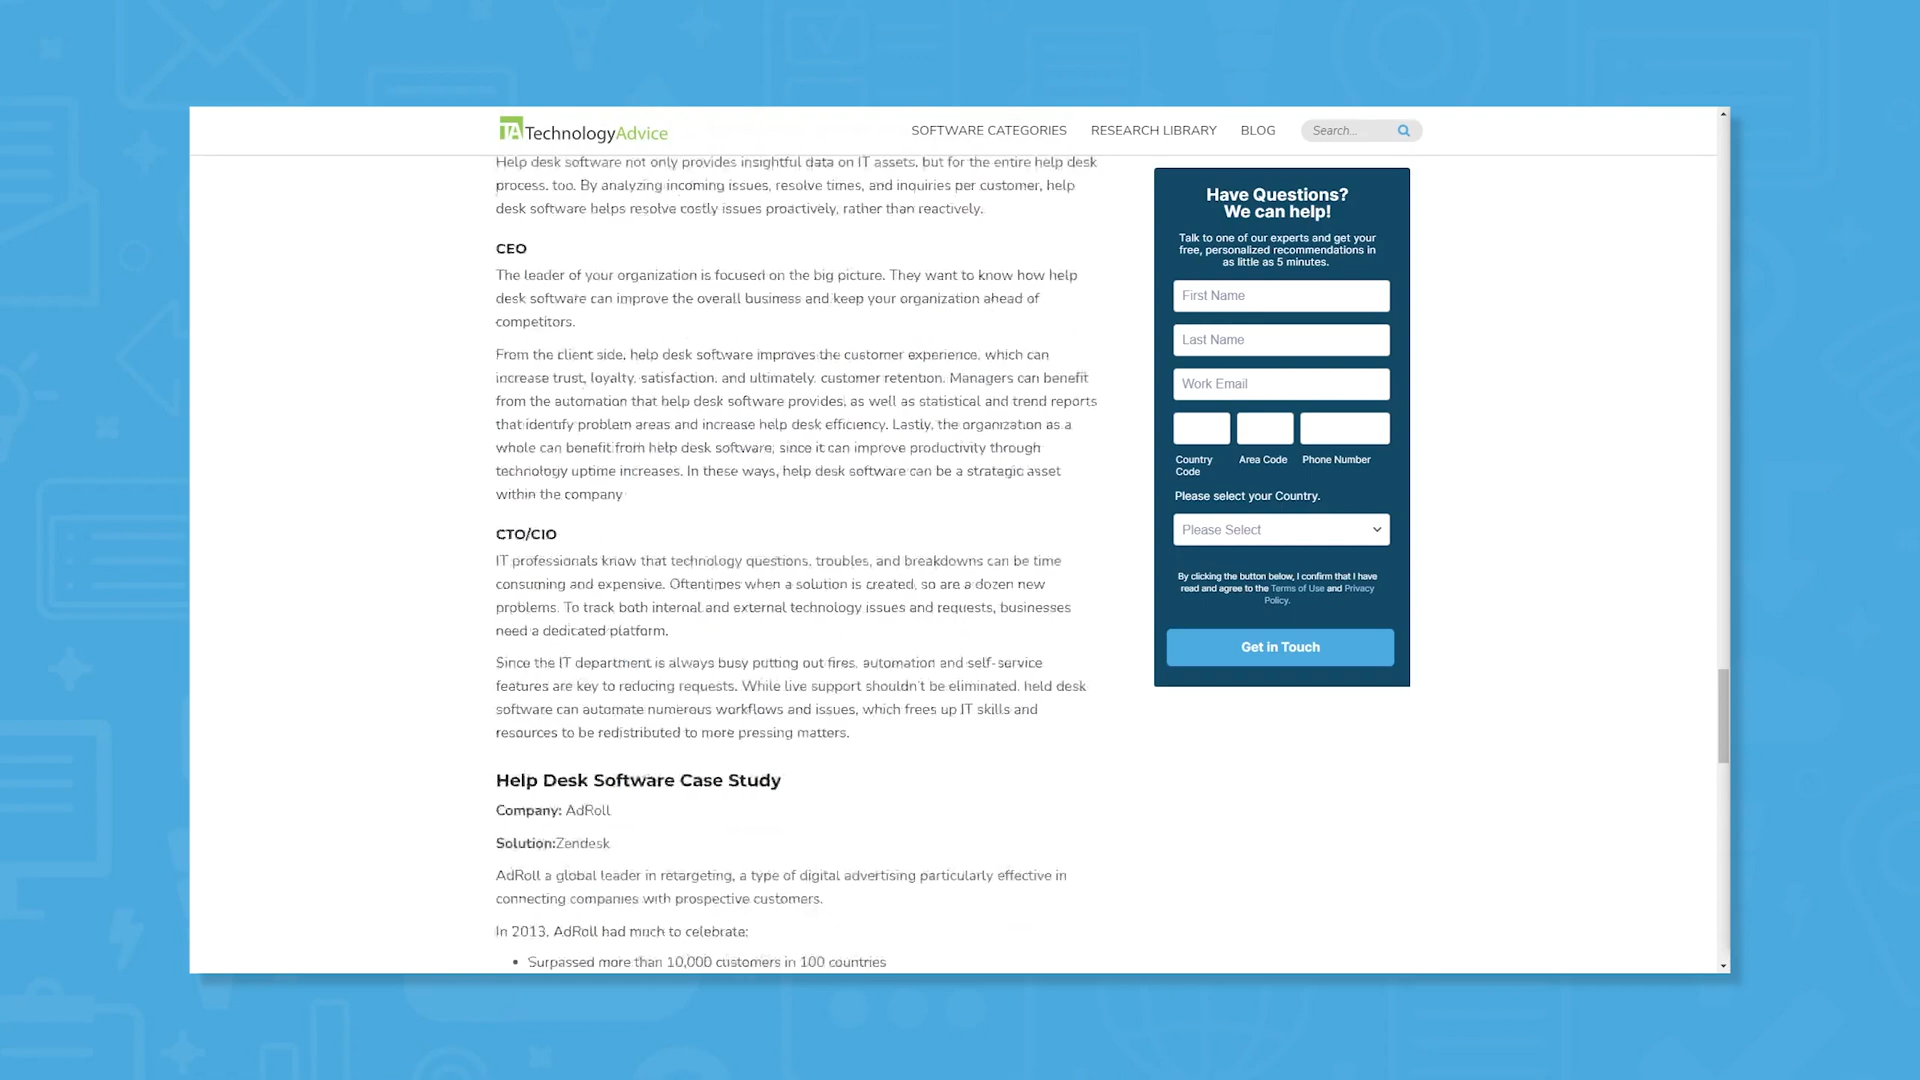 TA TechnologyAdvice
SOFTWARE CATEGORIES RESEARCH LIBRARY BLOG Search...
Help desk software not only provides insightful data on IT assets, but for the entire help desk
process, too. By analyzing incoming issues, resolve times, and inquiries per customer, help
desk software helps resolve costly issues proactively, rather than reactively.
CEO
The leader of your organization is focused on the big picture. They want to know how help
desk software can improve the overall business and keep your organization ahead of
competitors.
From the client side, help desk software improves the customer experience, which can
increase trust, loyalty, satisfaction, and ultimately, customer retention. Managers can benefit
from the automation that help desk software provides, as well as statistical and trend reports
that identify problem areas and increase help desk efficiency. Lastly, the organization as a
whole can benefit from help desk software, since it can improve productivity through
technology uptime increases. In these ways, help desk software can be a strategic asset
within the company
CTO/CIO
IT professionals know that technology questions, troubles, and breakdowns can be time
consuming and expensive. Oftentimes when a solution is created, so are a dozen new
problems. To track both internal and external technology issues and requests, businesses
need a dedicated platform.
Since the IT department is always busy putting out fires, automation and self-service
features are key to reducing requests. While live support shouldn't be eliminated, held desk
software can automate numerous workflows and issues, which frees up IT skills and
resources to be redistributed to more pressing matters.
Help Desk Software Case Study
Company: AdRoll
Solution:Zendesk
AdRoll a global leader in retargeting, a type of digital advertising particularly effective in
connecting companies with prospective customers.
In 2013, AdRoll had much to celebrate:
• Surpassed more than 10,000 customers in 100 countries
Have Questions?
We can help!
Talk to one of our experts and get your
free, personalized recommendations in
as little as 5 minutes.
First Name
Last Name
Work Email
Country Code Area Code Phone Number
Please select your Country.
Please Select
By clicking the button below, I confirm that I have
read and agree to the Terms of Use and Privacy
Policy.
Get in Touch